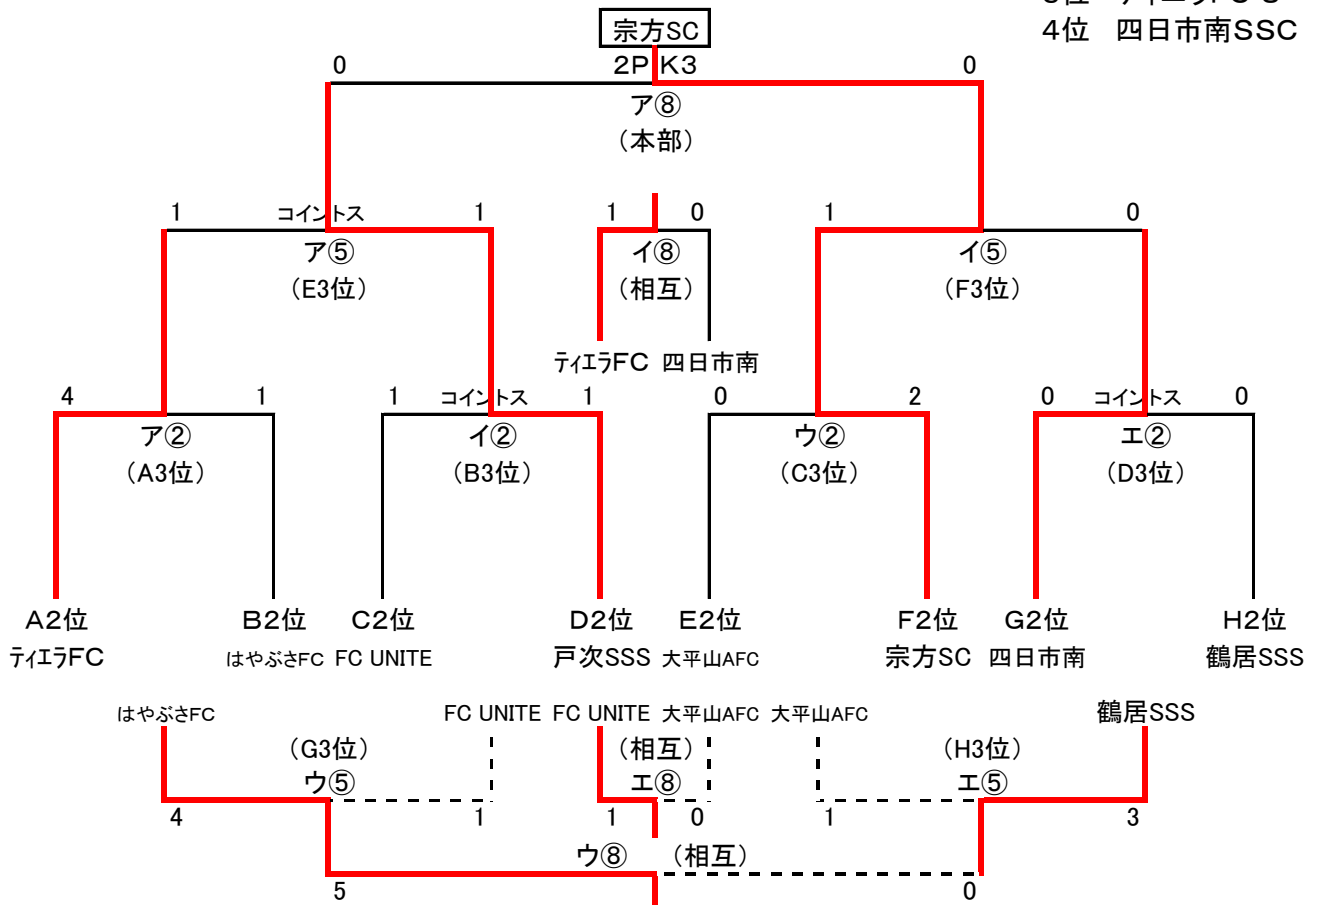 4位 四日市南SSC
宗方SC
0 2PK3 0
ア⑧
（本部）
1 コイントス 1 1 0 1 0
ア⑤ イ⑧ イ⑤
（E3位） （相互） （F3位）
ティエラFC 四日市南
4 1 1 コイントス 1 0 2 0 コイントス 0
ア② イ② ウ② エ②
（A3位） （B3位） （C3位） （D3位）
A2位 B2位 C2位 D2位 E2位 F2位 G2位 H2位
ティエラFC はやぶさFC FC UNITE 戸次SSS 大平山AFC 宗方SC 四日市南 鶴居SSS
はやぶさFC FC UNITE FC UNITE 大平山AFC 大平山AFC 鶴居SSS
（G3位） （相互） （H3位）
ウ⑤ エ⑧ エ⑤
4 1 1 0 1 3
ウ⑧ （相互）
5 0